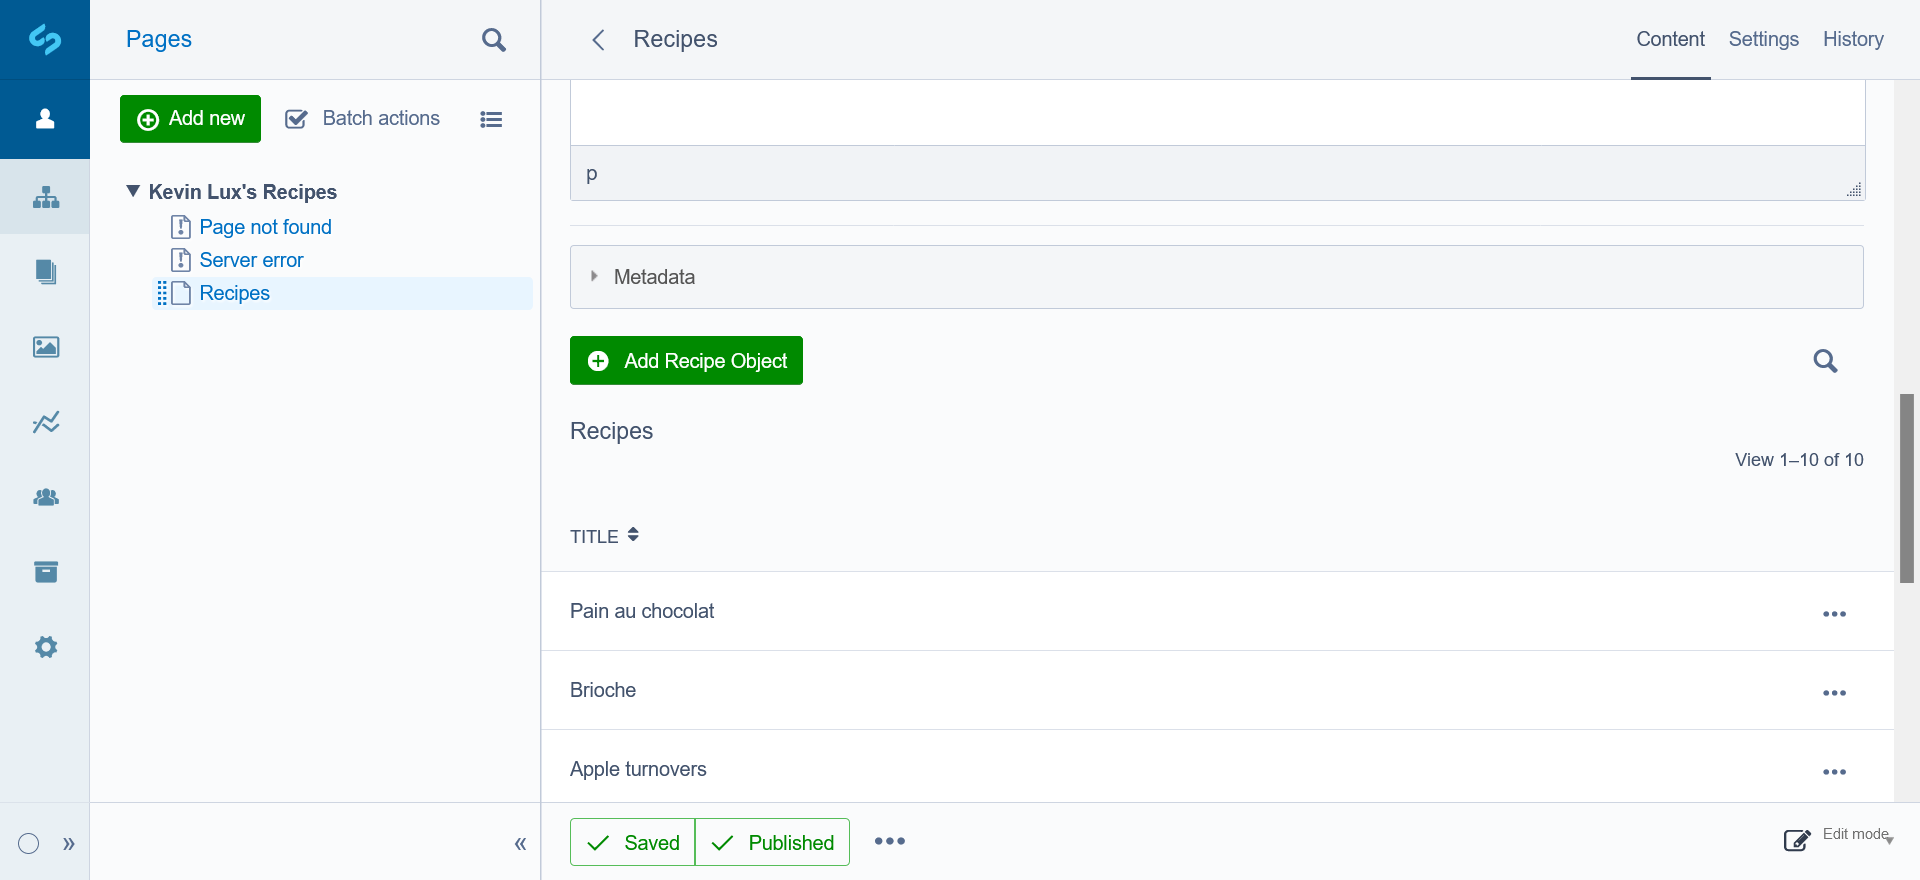 Pages
Recipes
Content
Settings
History
Add new
Batch actions
Kevin Lux's Recipes
Page not found
Server error
Recipes
p
Metadata
Add Recipe Object
Recipes
View 1–10 of 10
TITLE
Pain au chocolat
Brioche
Apple turnovers
Saved
Published
Edit mode